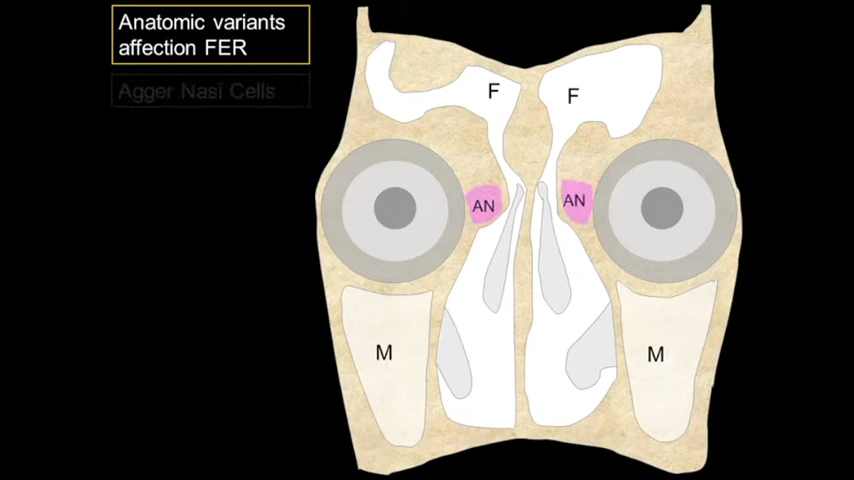 Anatomic variants
affection FER
Agger Nasi Cells
F
F
AN
AN
M
M